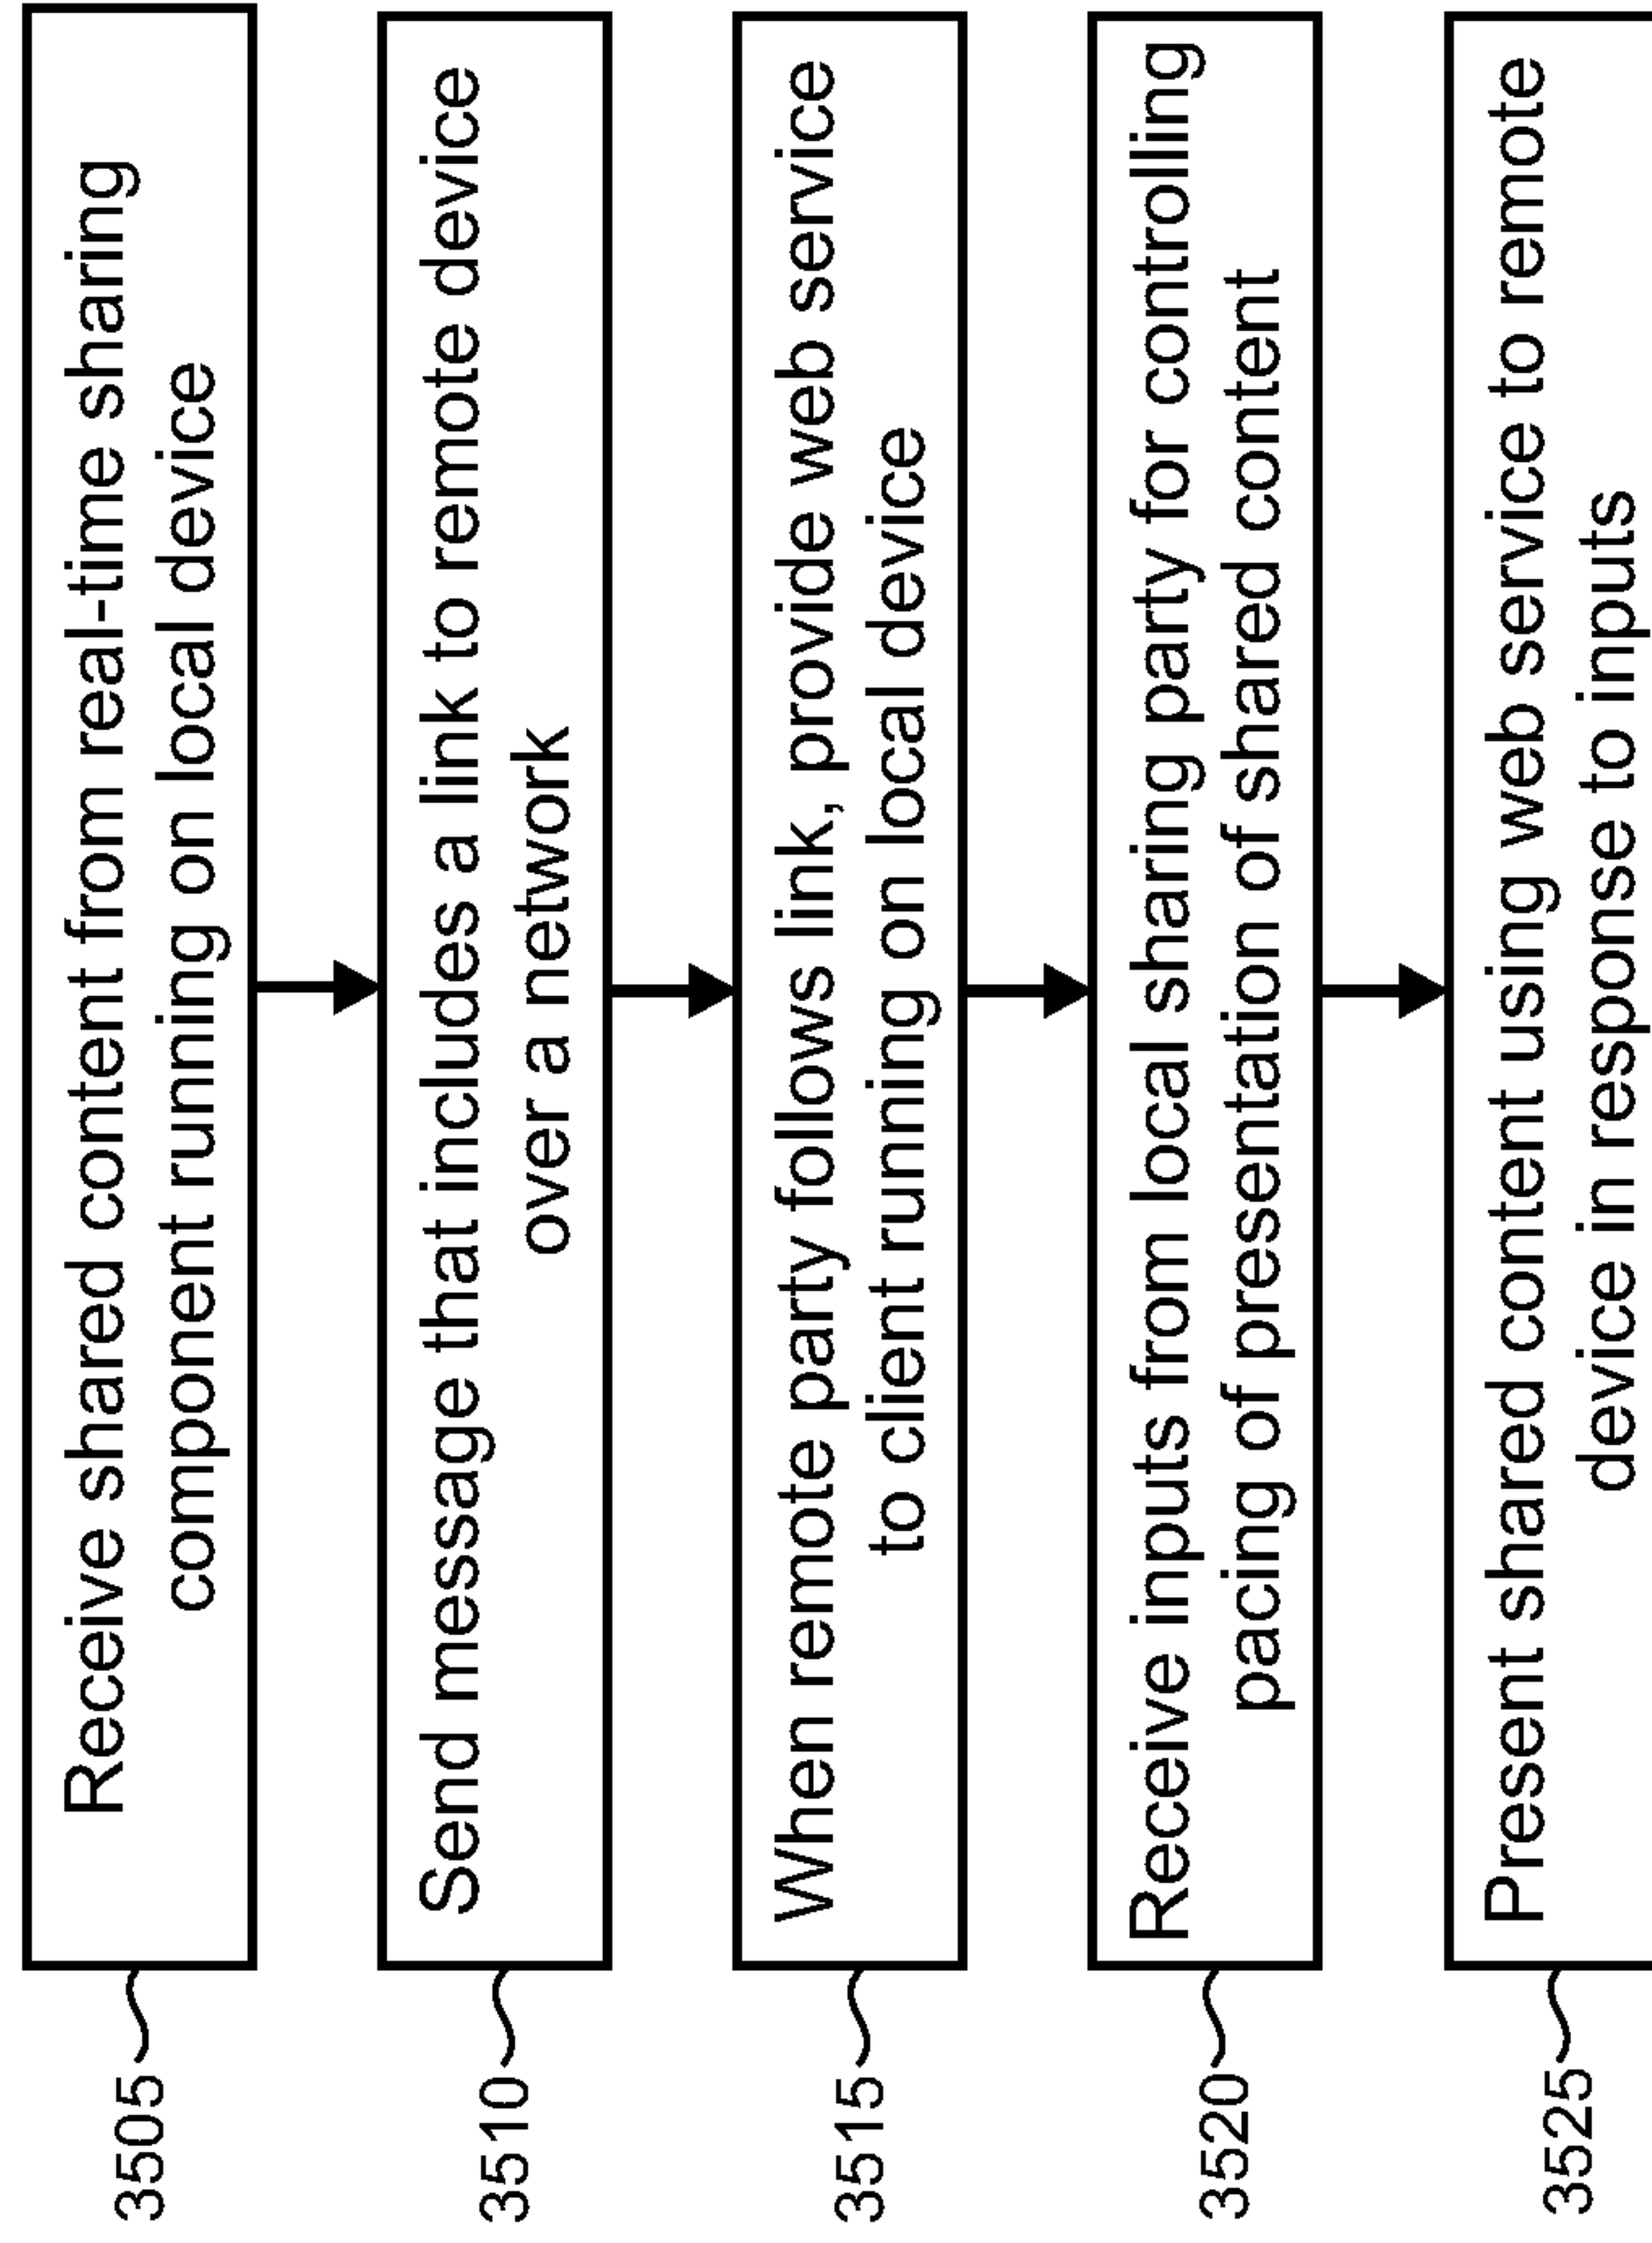 3505
Receive shared content from real-time sharing
component running on local device
3510
Send message that includes a link to remote device
over a network
3515
When remote party follows link, provide web service
to client running on local device
3520
Receive inputs from local sharing party for controlling
pacing of presentation of shared content
3525
Present shared content using web service to remote
device in response to inputs